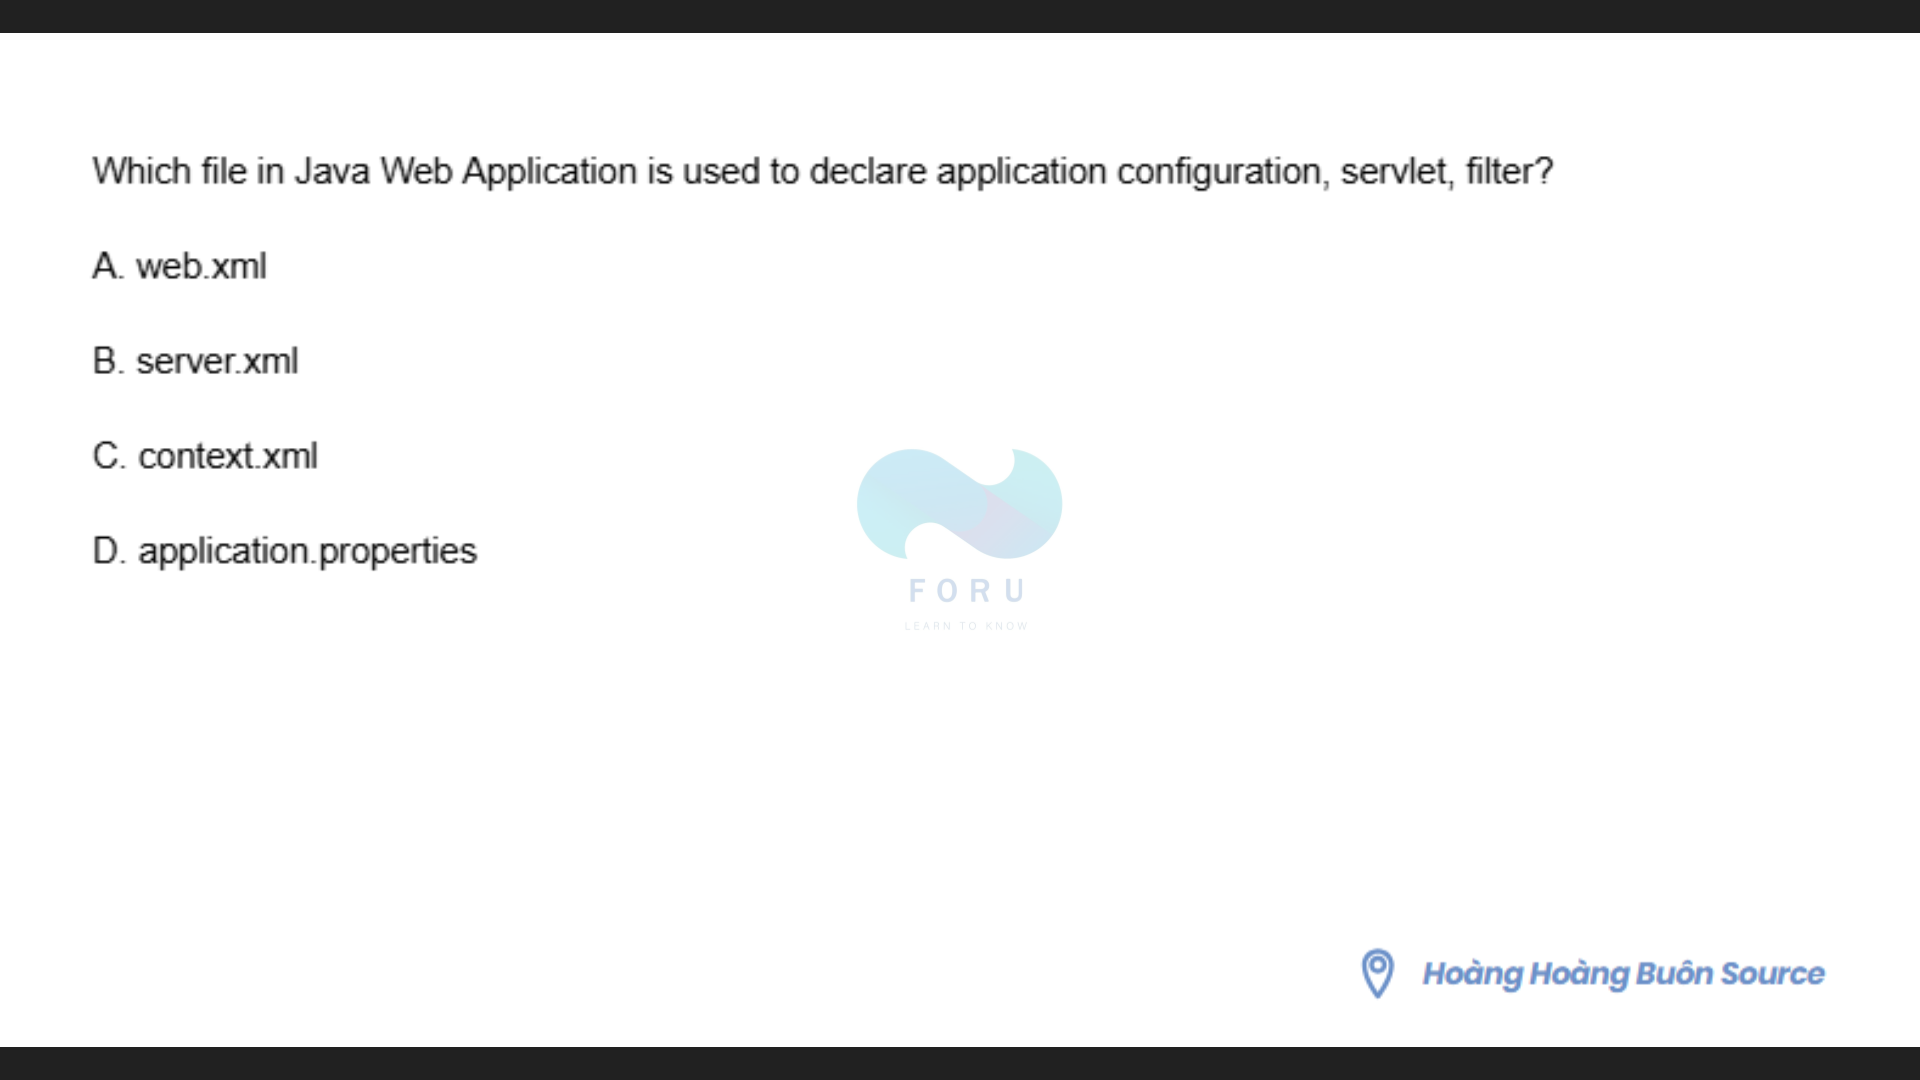 Which file in Java Web Application is used to declare application configuration, servlet, filter?
A. web.xml
B. server.xml
C. context.xml
D. application.properties
FORU
LEARN TO KNOW
Hoàng Hoàng Buôn Source